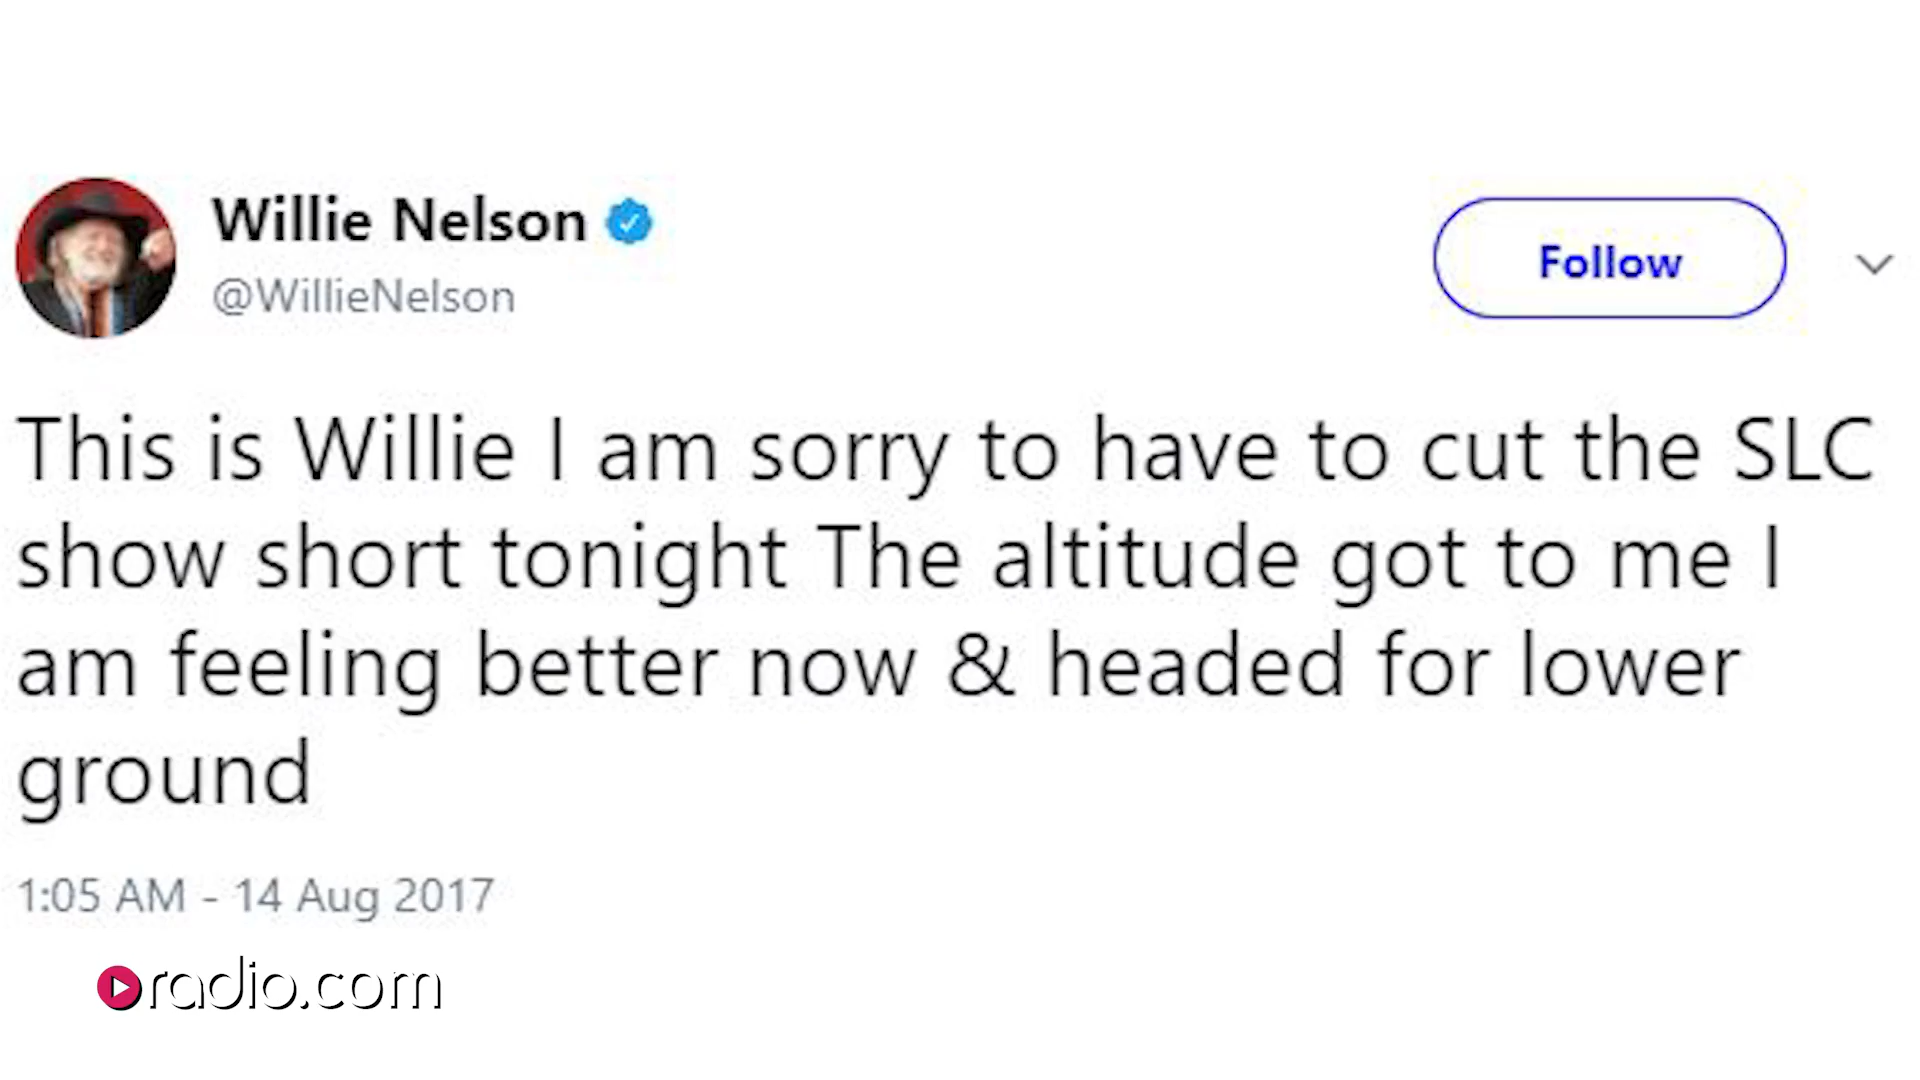 Willie Nelson
@WillieNelson
Follow
This is Willie I am sorry to have to cut the SLC
show short tonight The altitude got to me I
am feeling better now & headed for lower
ground
1:05 AM - 14 Aug 2017
radio.com